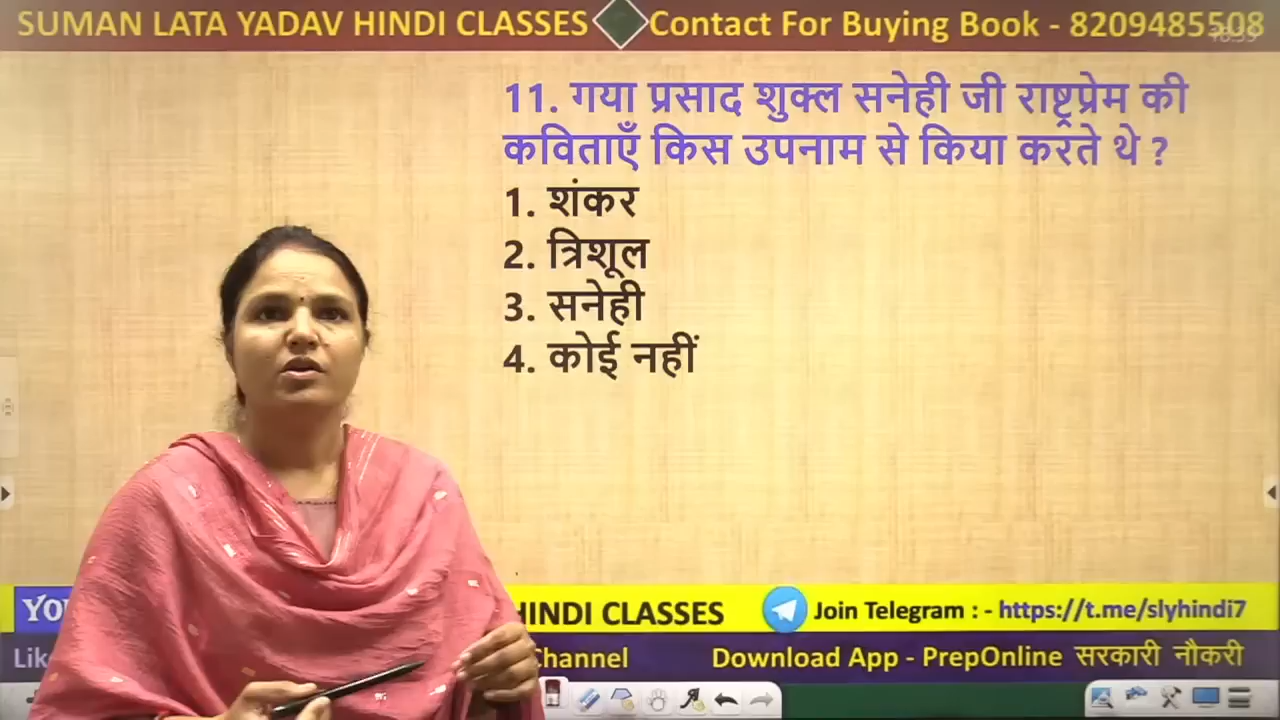 SUMAN LATA YADAV HINDI CLASSES Contact For Buying Book - 8209485508
11. गया प्रसाद शुक्ल सनेही जी राष्ट्रप्रेम की
कविताएँ किस उपनाम से किया करते थे ?
1. शंकर
2. त्रिशूल
3. सनेही
4. कोई नहीं
HINDI CLASSES Join Telegram : - https://t.me/slyhindi7
Channel Download App - PrepOnline सरकारी नौकरी